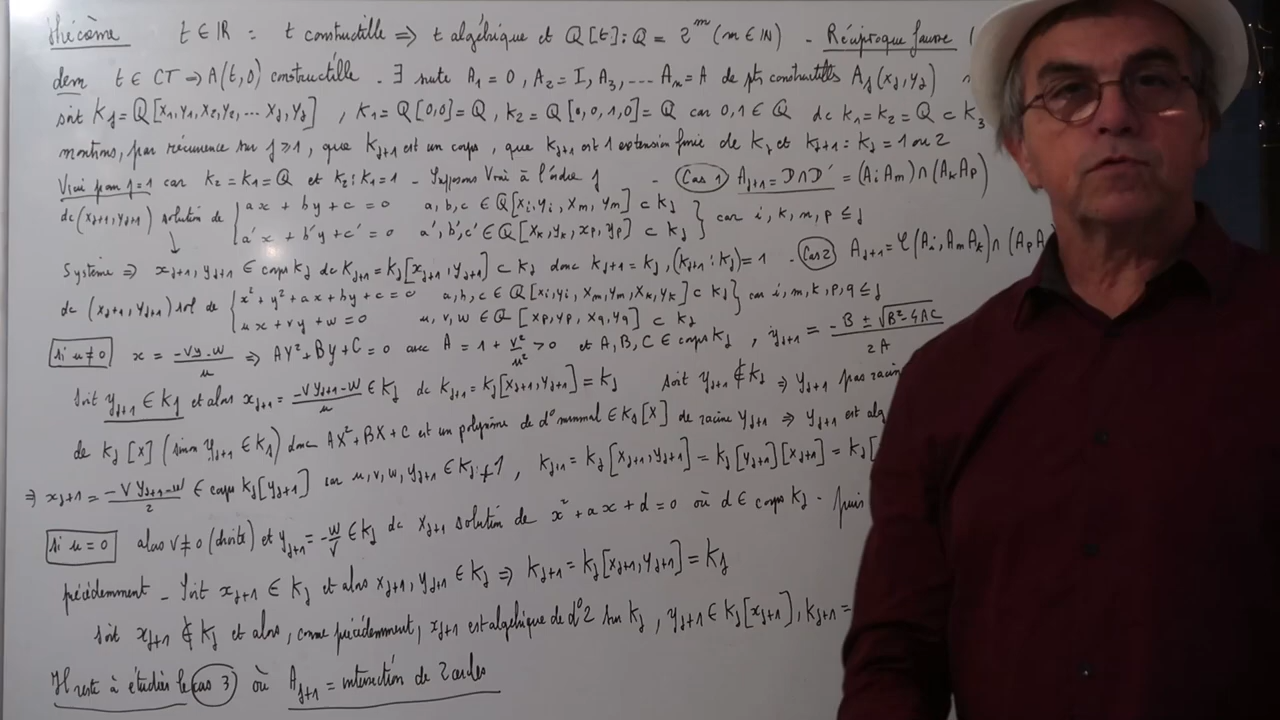 théorème t ∈ IR : t constructible ⇒ t algébrique et Q[t]:Q = 2^m (m ∈ IN) - Réciproque fausse (
dem t ∈ CT ⇒ A(t,0) constructible. ∃ suite A₁ = 0, A₂ = I, A₃, ... Aₙ = A de pts constructibles A_j(x_j, y_j)
soit K_j = Q[x₁,y₁,x₂,y₂,... x_j,y_j], K₁ = Q[0,0] = Q, K₂ = Q[0,0,1,0] = Q car 0,1 ∈ Q dc K₁ = K₂ = Q ⊂ K₃
montrons, par récurrence sur j ⩾ 1, que K_{j+1} est un corps, que K_{j+1} est 1 extension finie de K_j et K_{j+1} : K_j = 1 ou 2
Vrai pour j=1 car K₂ = K₁ = Q et K₂:K₁ = 1 - Supposons Vrai à l'indice j - (Cas 1) A_{j+1} = D∩D' = (A_i A_m)∩(A_k A_p)
dc (x_{j+1}, y_{j+1}) solution de { ax + by + c = 0 a,b,c ∈ Q[x_i,y_i,x_m,y_m] ⊂ K_j
a'x + b'y + c' = 0 a',b',c' ∈ Q[x_k,y_k,x_p,y_p] ⊂ K_j } car i,k,m,p ⩽ j
Système ⇒ x_{j+1}, y_{j+1} ∈ corps K_j dc K_{j+1} = K_j[x_{j+1}, y_{j+1}] ⊂ K_j donc K_{j+1} = K_j, (K_{j+1} : K_j) = 1 - (Cas 2) A_{j+1} = C(A_i, A_m A_k) ∩ (A_p A
dc (x_{j+1}, y_{j+1}) sol de { x² + y² + ax + by + c = 0 a,b,c ∈ Q[x_i,y_i,x_m,y_m,x_k,y_k] ⊂ K_j
ux + vy + w = 0 u,v,w ∈ Q[x_p,y_p,x_q,y_q] ⊂ K_j } car i,m,k,p,q ⩽ j
si u ≠ 0 x = (-vy-w)/u ⇒ AY² + BY + C = 0 avec A = 1 + v²/u² > 0 et A,B,C ∈ corps K_j, y_{j+1} = (-B ± √(B²-4AC))/2A
Soit y_{j+1} ∈ K_j et alors x_{j+1} = (-v y_{j+1} - w)/u ∈ K_j dc K_{j+1} = K_j[x_{j+1}, y_{j+1}] = K_j Soit y_{j+1} ∉ K_j ⇒ y_{j+1} pas racin
de K_j[X] (sinon y_{j+1} ∈ K_j) donc AX² + BX + C est un polynôme de d° minimal ∈ K_j[X] de racine y_{j+1} ⇒ y_{j+1} est alg
⇒ x_{j+1} = (-v y_{j+1} - w)/2 ∈ corps K_j[y_{j+1}] car u,v,w,y_{j+1} ∈ K_{j+1}, K_{j+1} = K_j[x_{j+1}, y_{j+1}] = K_j[y_{j+1}][x_{j+1}] = K_j[
si u = 0 alors v ≠ 0 (droite) et y_{j+1} = -w/v ∈ K_j dc x_{j+1} solution de x² + ax + d = 0 où d ∈ corps K_j - puis
précédemment - Soit x_{j+1} ∈ K_j et alors x_{j+1}, y_{j+1} ∈ K_j ⇒ K_{j+1} = K_j[x_{j+1}, y_{j+1}] = K_j
Soit x_{j+1} ∉ K_j et alors, comme précédemment, x_{j+1} est algébrique de d° 2 sur K_j, y_{j+1} ∈ K_j[x_{j+1}], K_{j+1} =
Il reste à étudier le (cas 3) où A_{j+1} = intersection de 2 cercles